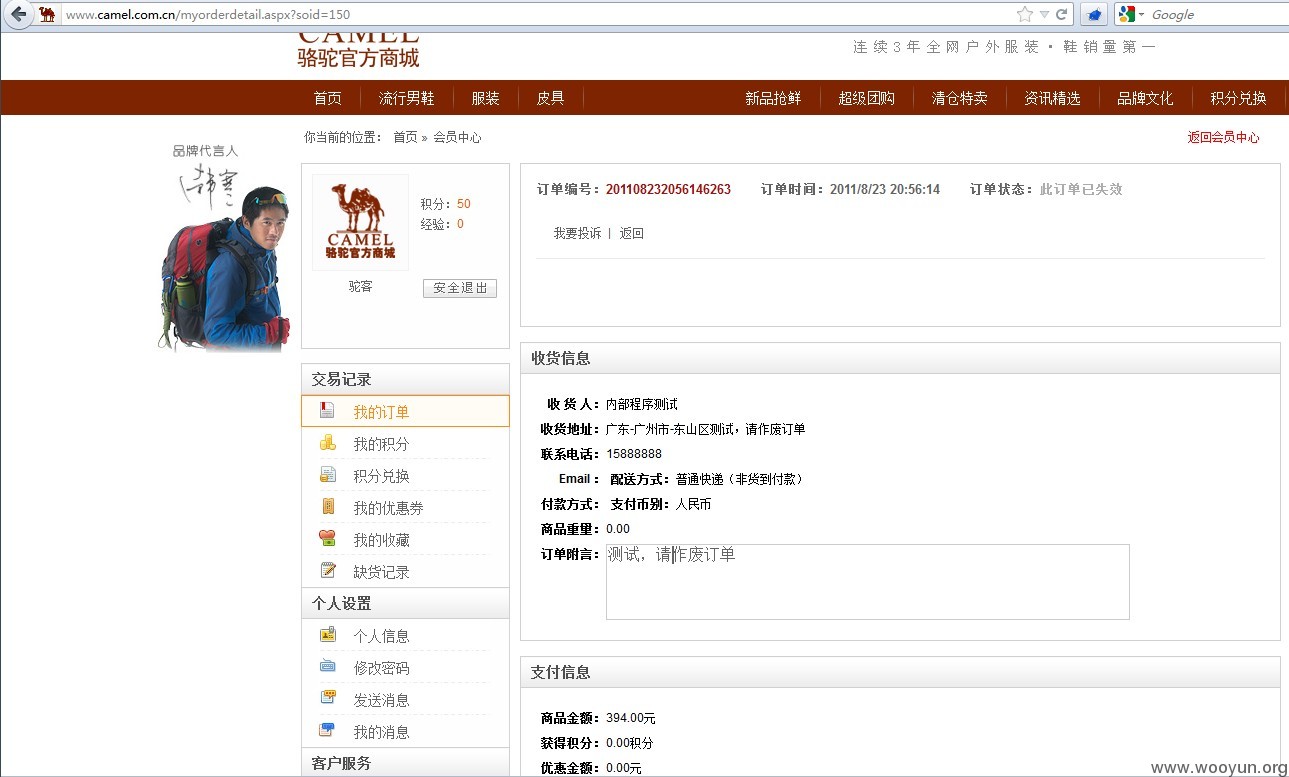 www.camel.com.cn/myorderdetail.aspx?soid=150
Google
CAMEL
骆驼官方商城
连续3年全网户外服装·鞋销量第一
首页 流行男鞋 服装 皮具 新品抢鲜 超级团购 清仓特卖 资讯精选 品牌文化 积分兑换
你当前的位置： 首页 » 会员中心
返回会员中心
品牌代言人
CAMEL
骆驼官方商城
积分：50
经验：0
驼客
安全退出
订单编号：201108232056146263 订单时间：2011/8/23 20:56:14 订单状态：此订单已失效
我要投诉 | 返回
交易记录
我的订单
我的积分
积分兑换
我的优惠券
我的收藏
缺货记录
个人设置
个人信息
修改密码
发送消息
我的消息
客户服务
收货信息
收 货 人：内部程序测试
收货地址：广东-广州市-东山区测试，请作废订单
联系电话：15888888
Email： 配送方式：普通快递（非货到付款）
付款方式： 支付币别：人民币
商品重量：0.00
订单附言：测试，请作废订单
支付信息
商品金额：394.00元
获得积分：0.00积分
优惠金额：0.00元
www.wooyun.org